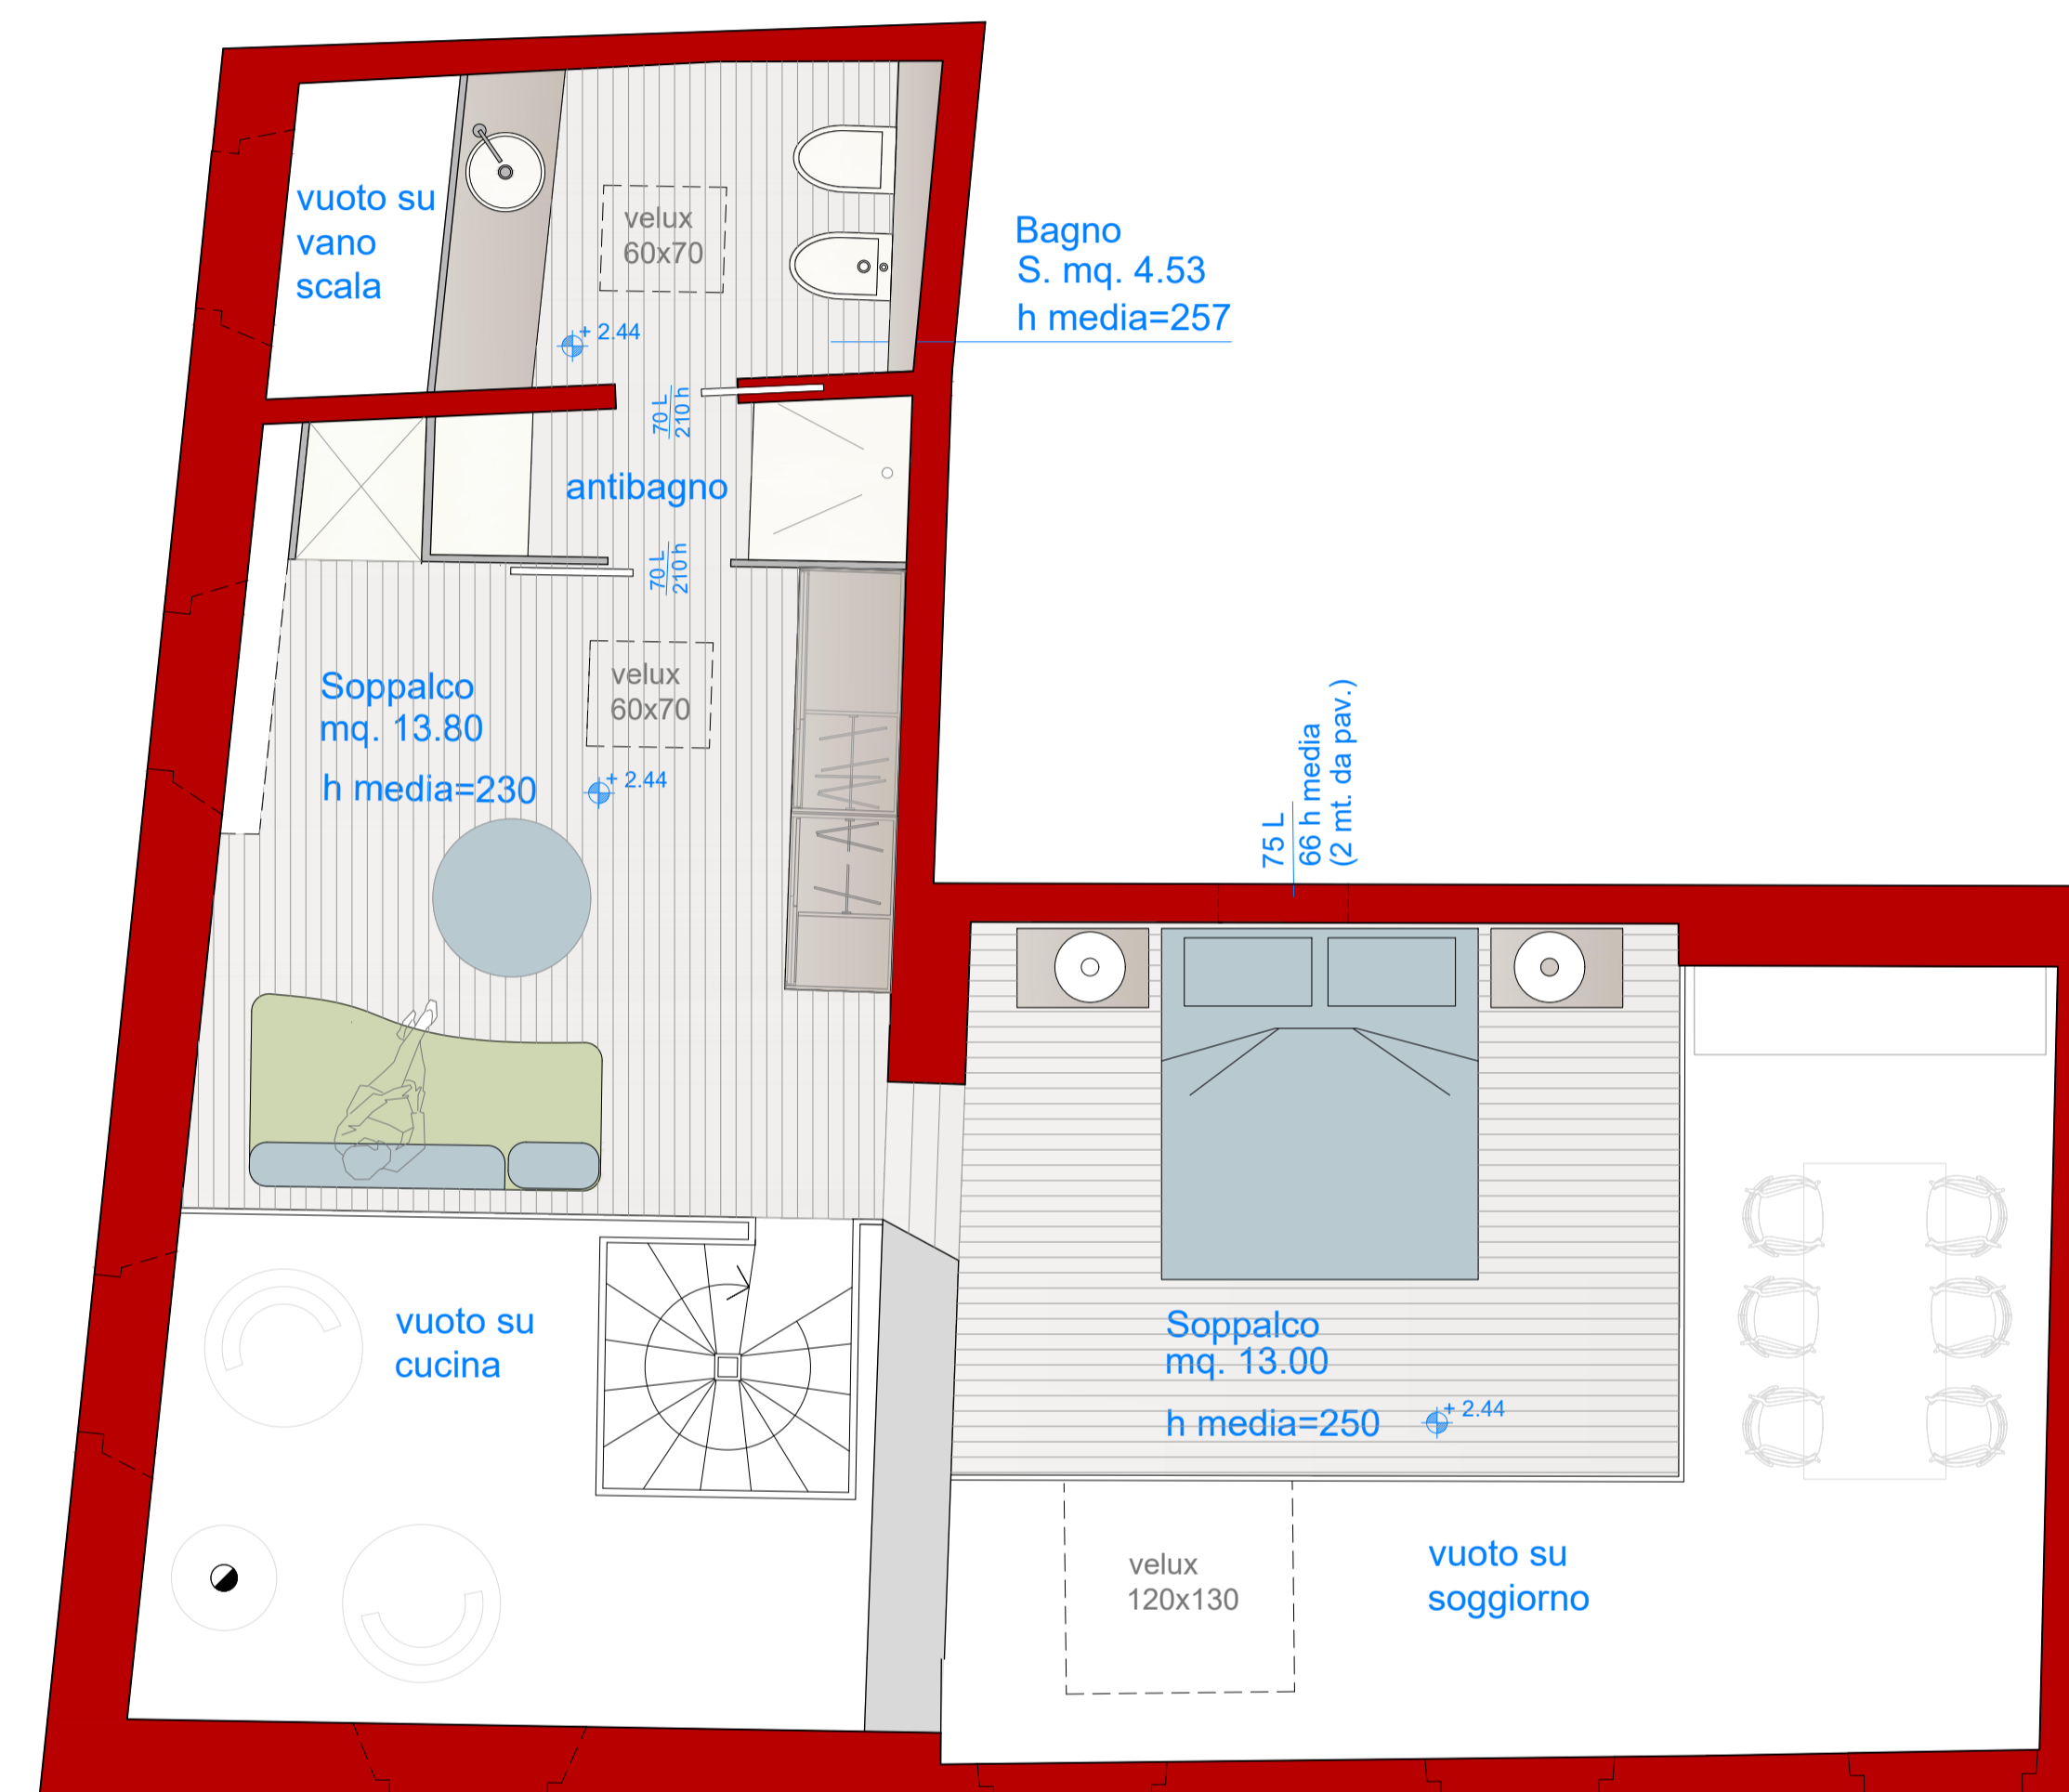 vuoto su
vano
scala
velux
60x70
+ 2.44
Bagno
S. mq. 4.53
h media=257
70 L
210 h
antibagno
70 L
210 h
Soppalco
mq. 13.80
h media=230
velux
60x70
+ 2.44
75 L
66 h media
(2 mt. da pav.)
vuoto su
cucina
Soppalco
mq. 13.00
h media=250
+ 2.44
velux
120x130
vuoto su
soggiorno